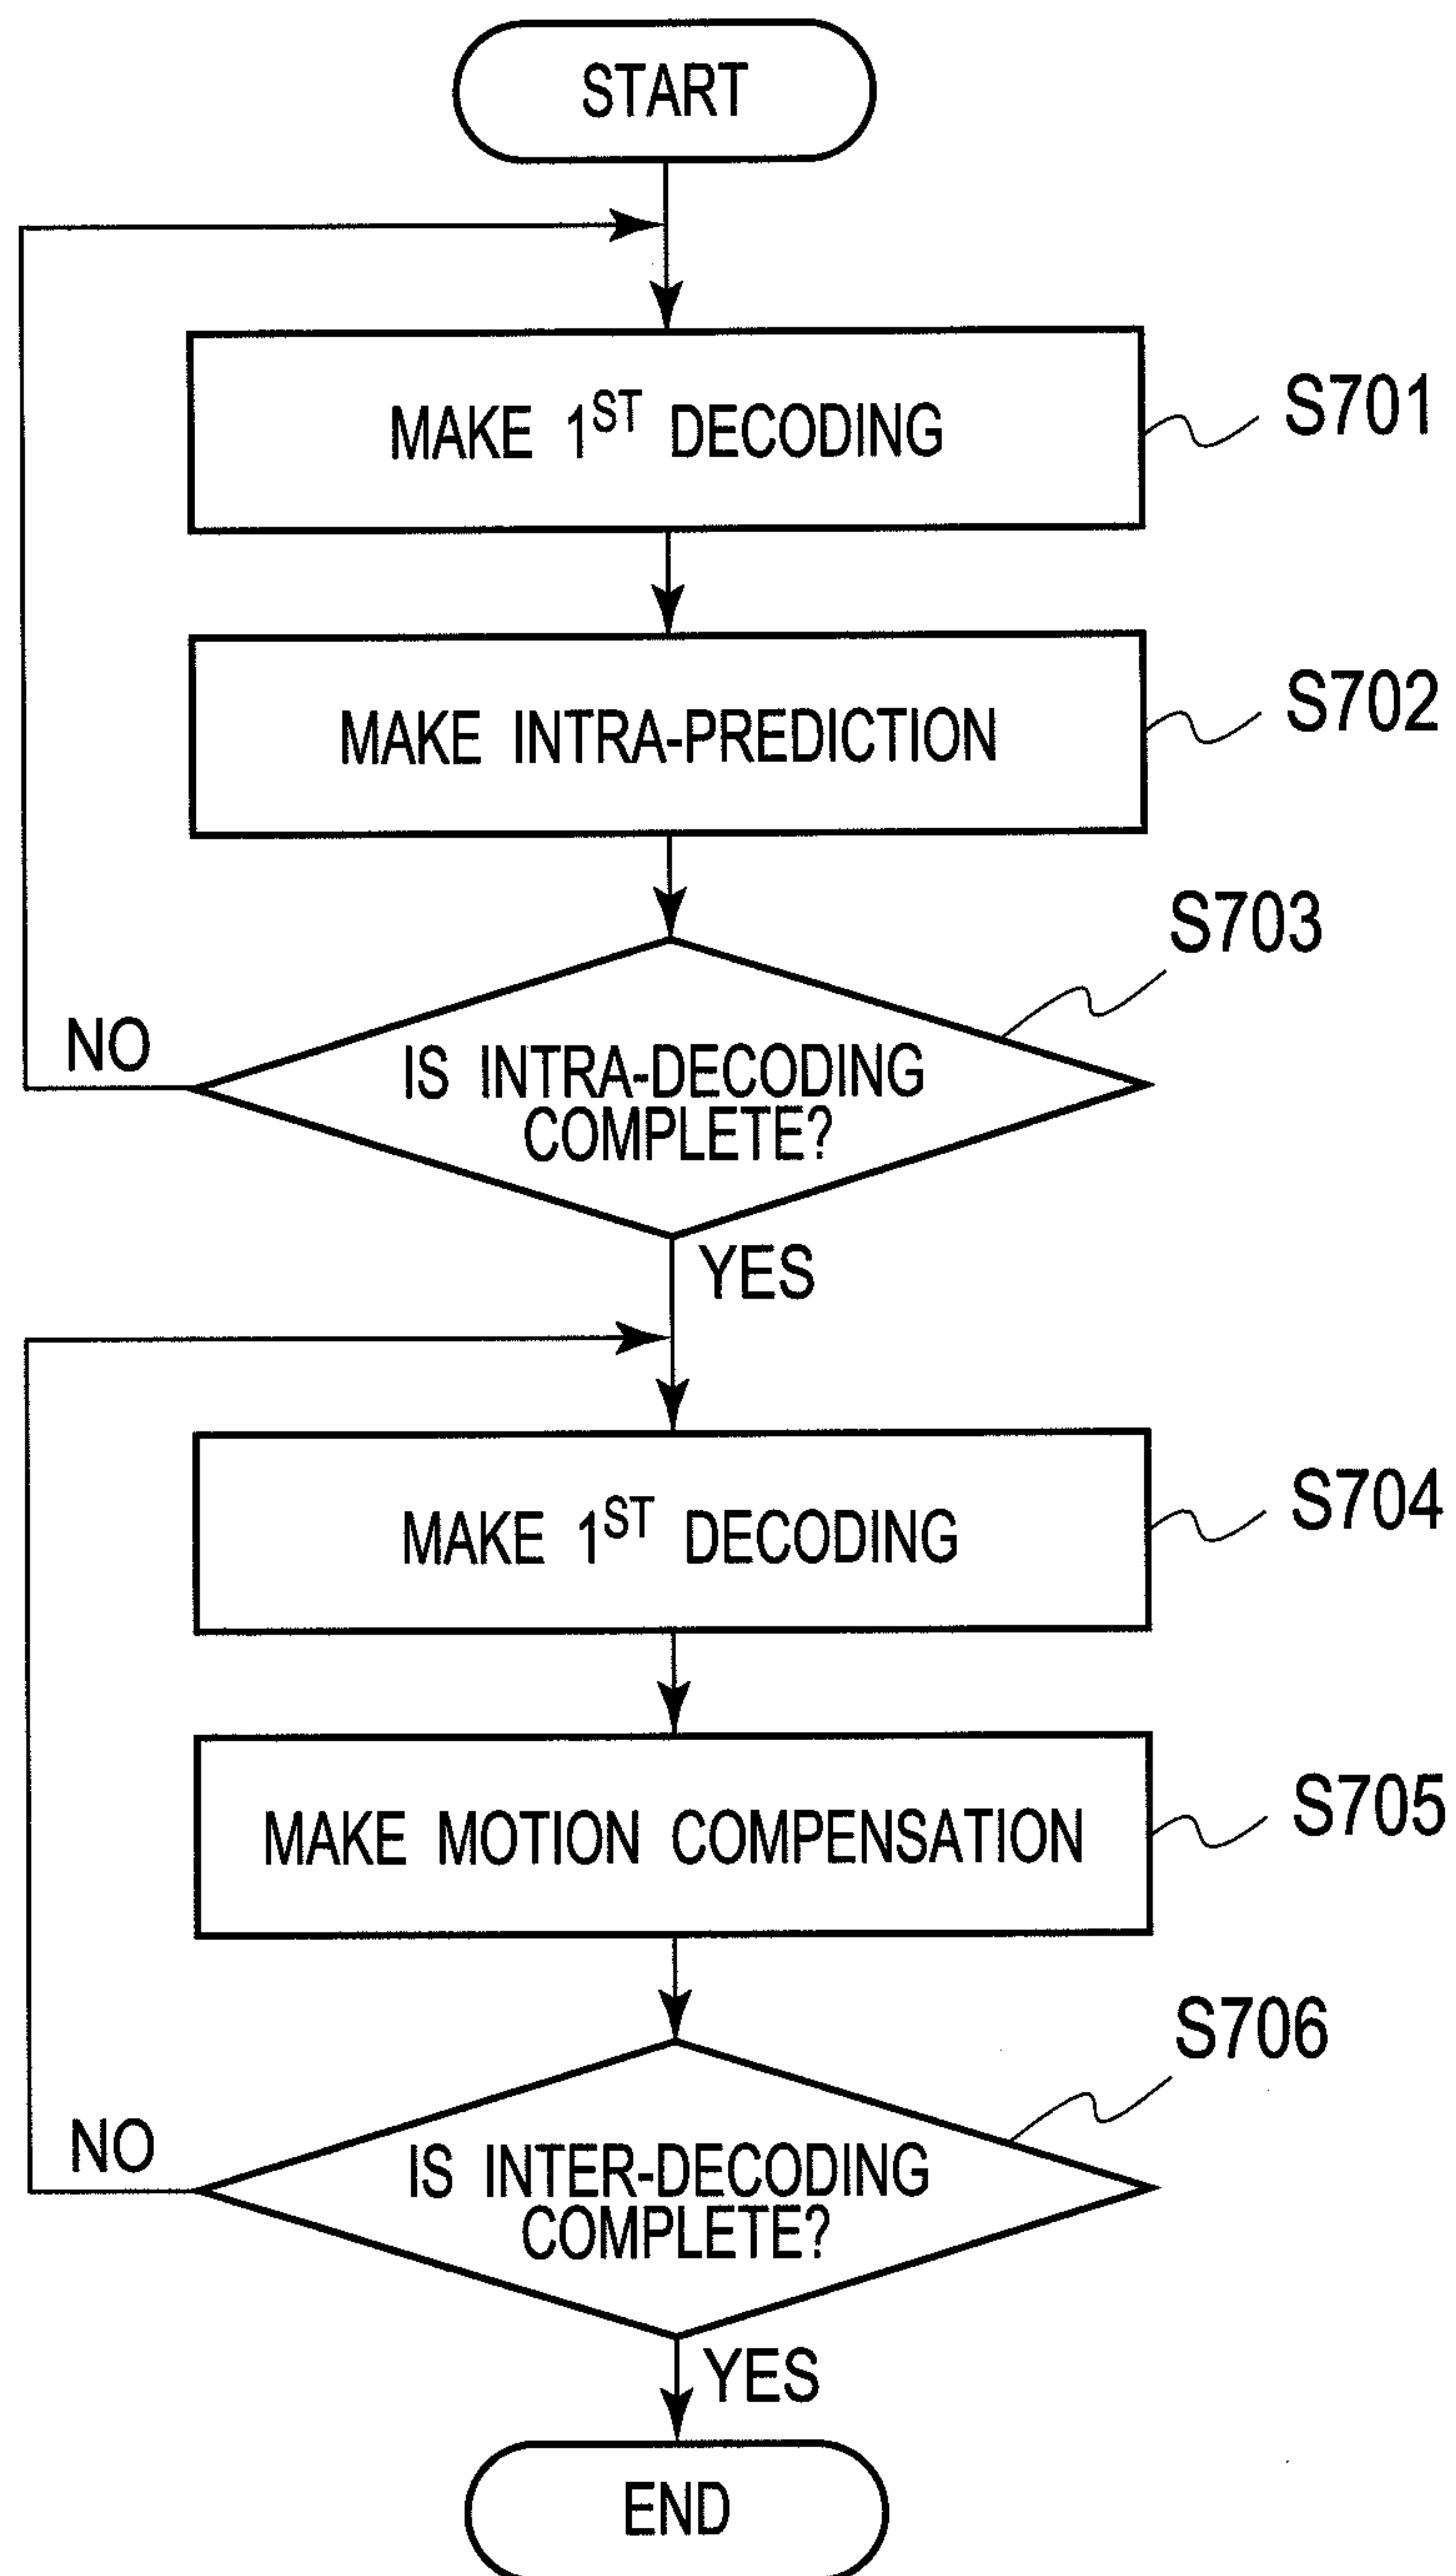 START
MAKE 1ST DECODING
S701
MAKE INTRA-PREDICTION
S702
S703
NO
IS INTRA-DECODING
COMPLETE?
YES
MAKE 1ST DECODING
S704
MAKE MOTION COMPENSATION
S705
S706
NO
IS INTER-DECODING
COMPLETE?
YES
END